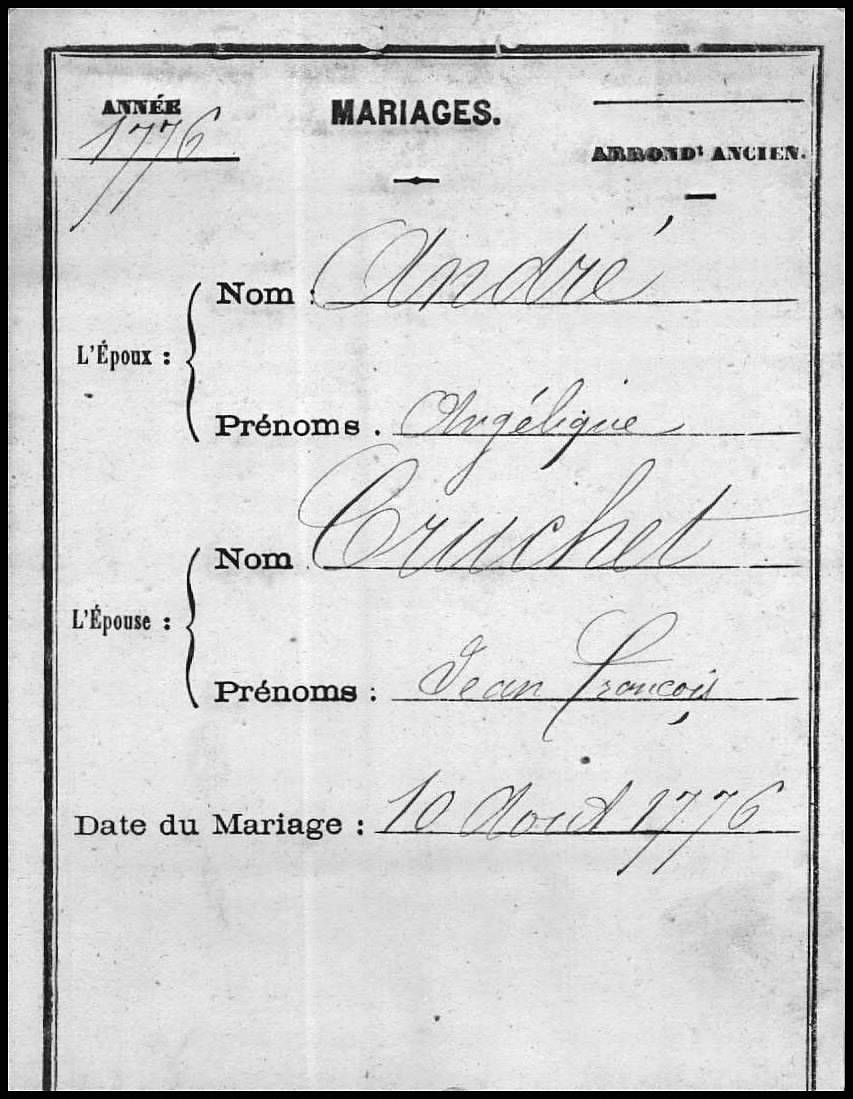 ANNÉE
1776
MARIAGES.
ARRONDt ANCIEN.
L'Époux :
Nom : André
Prénoms . Angélique
L'Épouse :
Nom Cruchet
Prénoms : Jean François
Date du Mariage : 10 Aout 1776